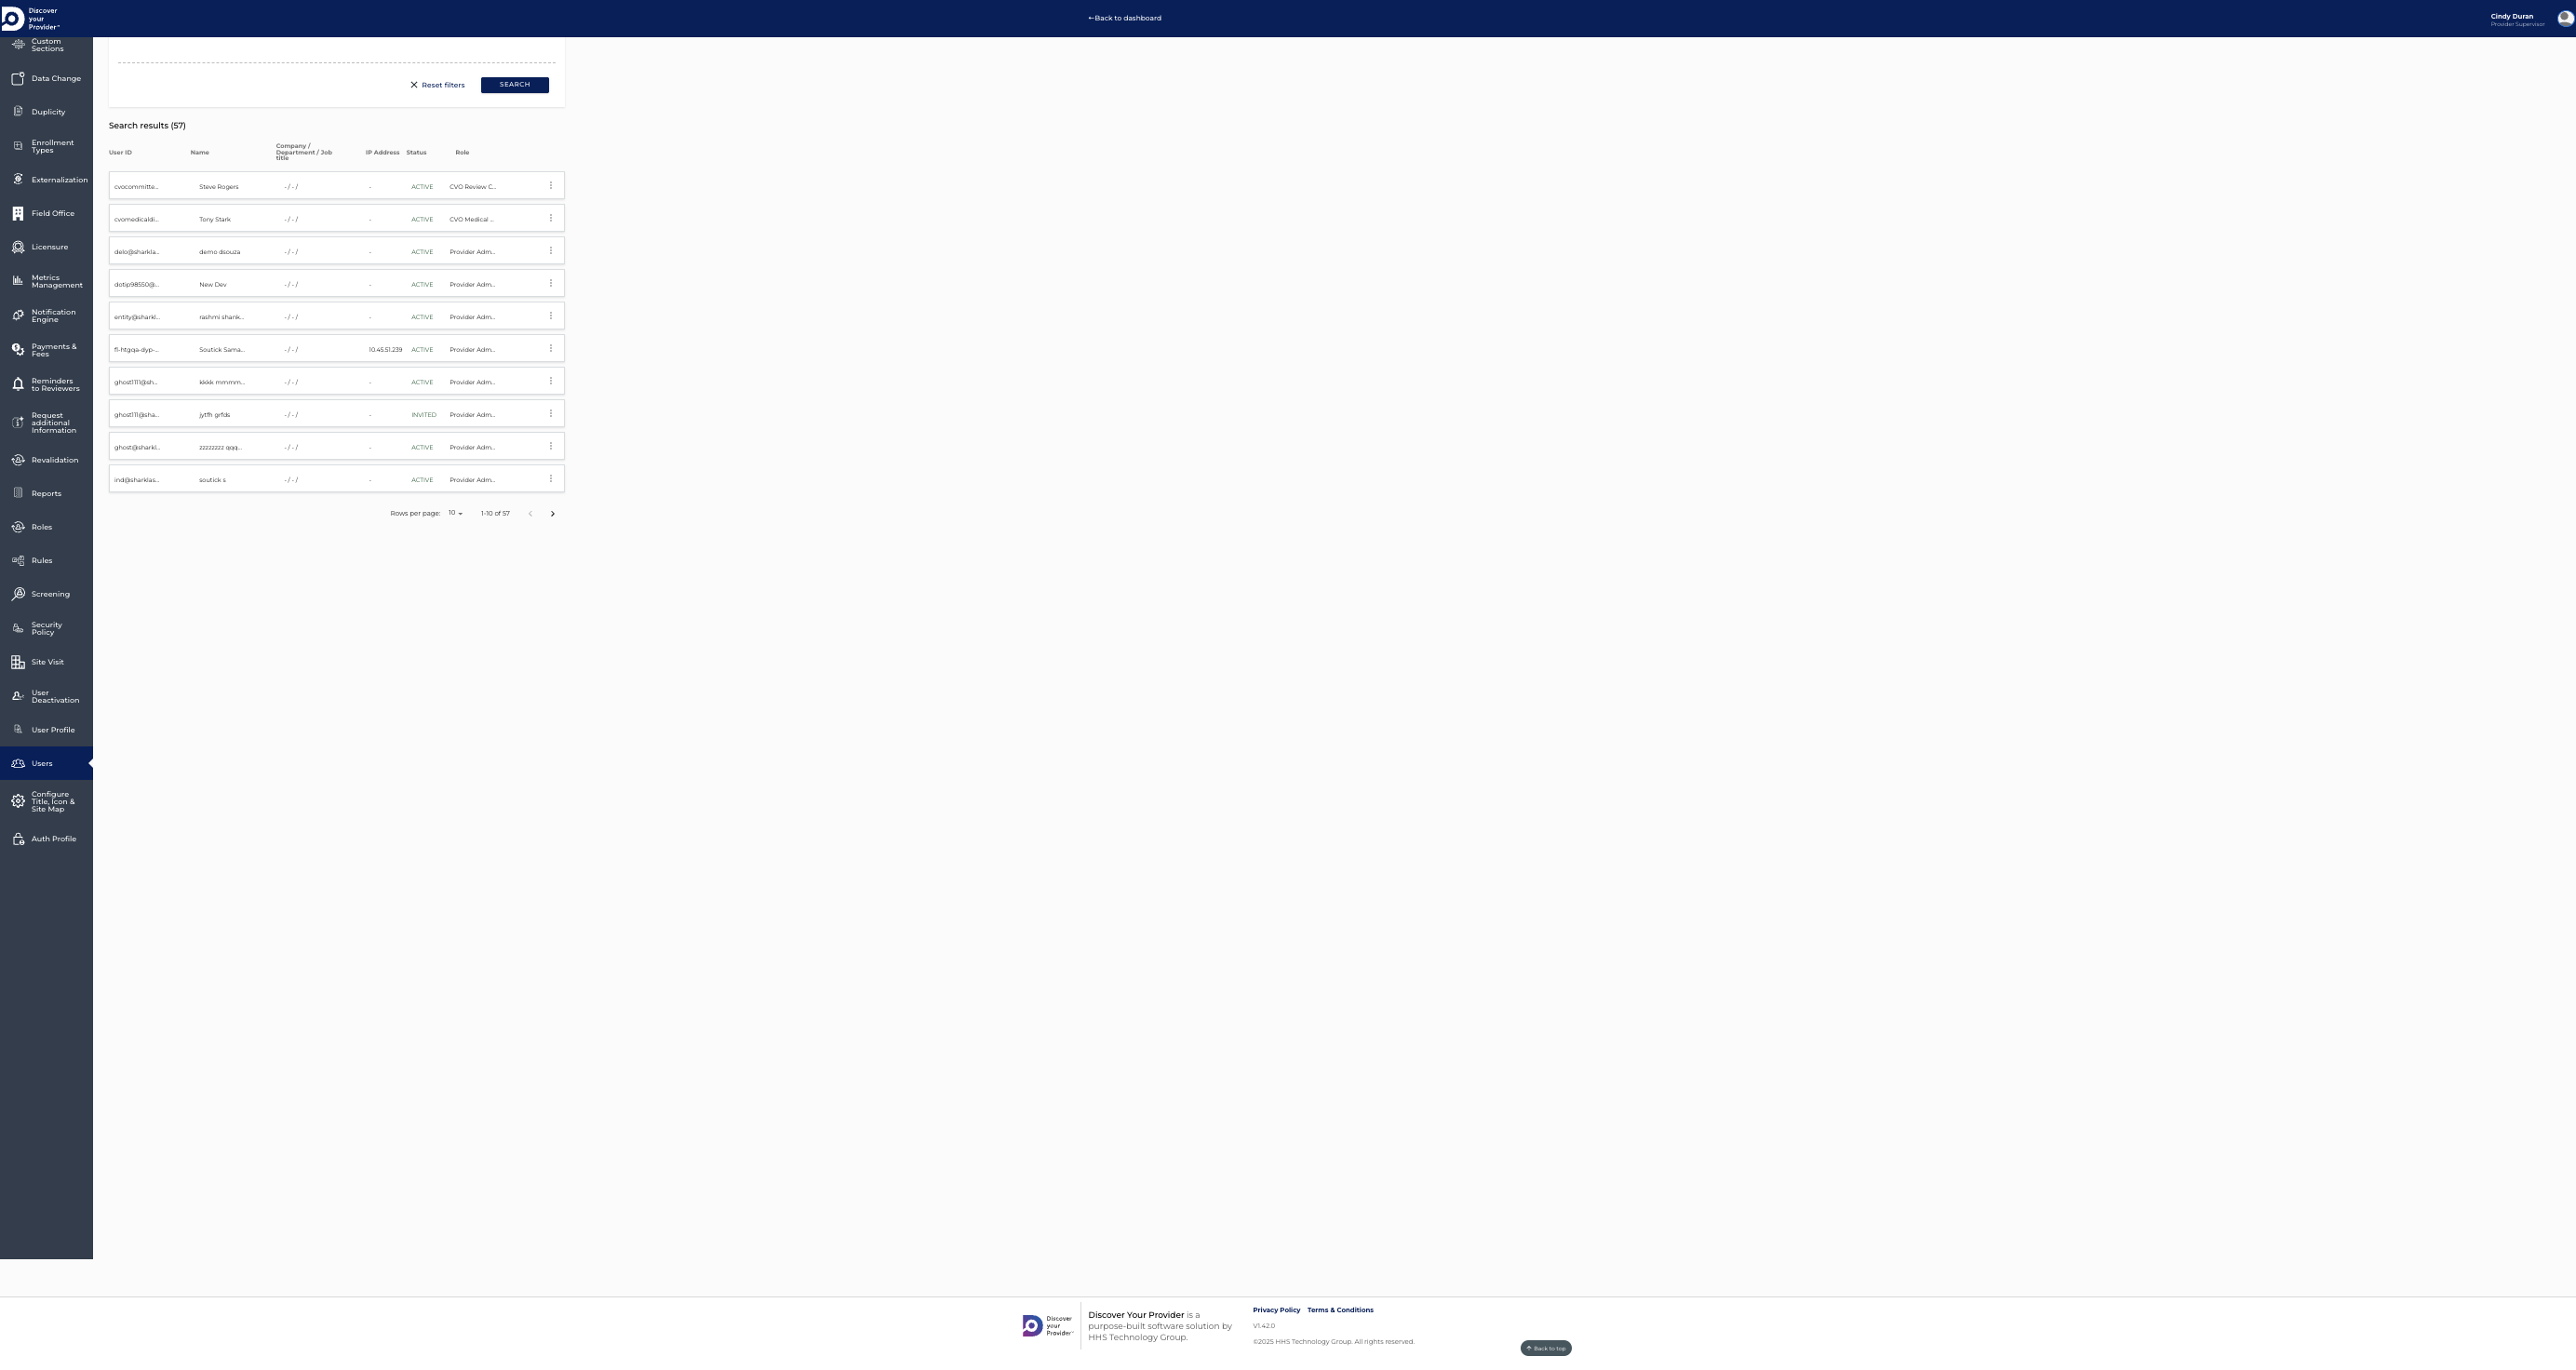 Discover
your
Provider™
←Back to dashboard
Cindy Duran
Provider Supervisor
Custom
Sections
Data Change
Duplicity
Enrollment
Types
Externalization
Field Office
Licensure
Metrics
Management
Notification
Engine
Payments &
Fees
Reminders
to Reviewers
Request
additional
Information
Revalidation
Reports
Roles
Rules
Screening
Security
Policy
Site Visit
User
Deactivation
User Profile
Users
Configure
Title, Icon &
Site Map
Auth Profile
Reset filters SEARCH
Search results (57)
User ID Name Company / Department / Job title IP Address Status Role
cvocommitte... Steve Rogers - / - / - ACTIVE CVO Review C...
cvomedicaldi... Tony Stark - / - / - ACTIVE CVO Medical ...
delo@sharkla... demo dsouza - / - / - ACTIVE Provider Adm...
dotip98550@... New Dev - / - / - ACTIVE Provider Adm...
entity@sharkl... rashmi shank... - / - / - ACTIVE Provider Adm...
fl-htgqa-dyp-... Soutick Sama... - / - / 10.45.51.239 ACTIVE Provider Adm...
ghost1111@sh... kkkk mmmm... - / - / - ACTIVE Provider Adm...
ghost111@sha... jytfh grfds - / - / - INVITED Provider Adm...
ghost@sharkl... zzzzzzzz qqq... - / - / - ACTIVE Provider Adm...
ind@sharklas... soutick s - / - / - ACTIVE Provider Adm...
Rows per page: 10 1-10 of 57
Discover
your
Provider™
Discover Your Provider is a
purpose-built software solution by
HHS Technology Group.
Privacy Policy Terms & Conditions
V1.42.0
©2025 HHS Technology Group. All rights reserved.
Back to top